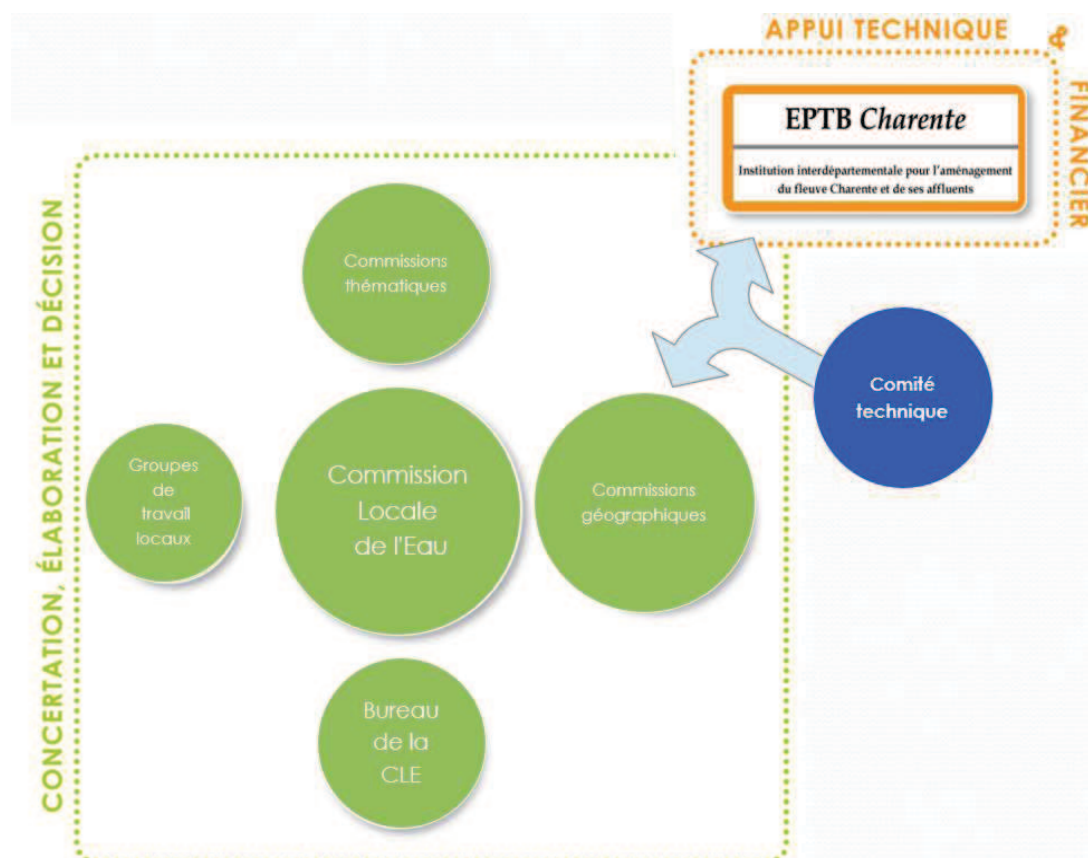 APPUI TECHNIQUE &
FINANCIER
EPTB Charente
Institution interdépartementale pour l'aménagement
du fleuve Charente et de ses affluents
CONCERTATION, ÉLABORATION ET DÉCISION
Commissions
thématiques
Comité
technique
Groupes
de
travail
locaux
Commission
Locale
de l'Eau
Commissions
géographiques
Bureau
de la
CLE